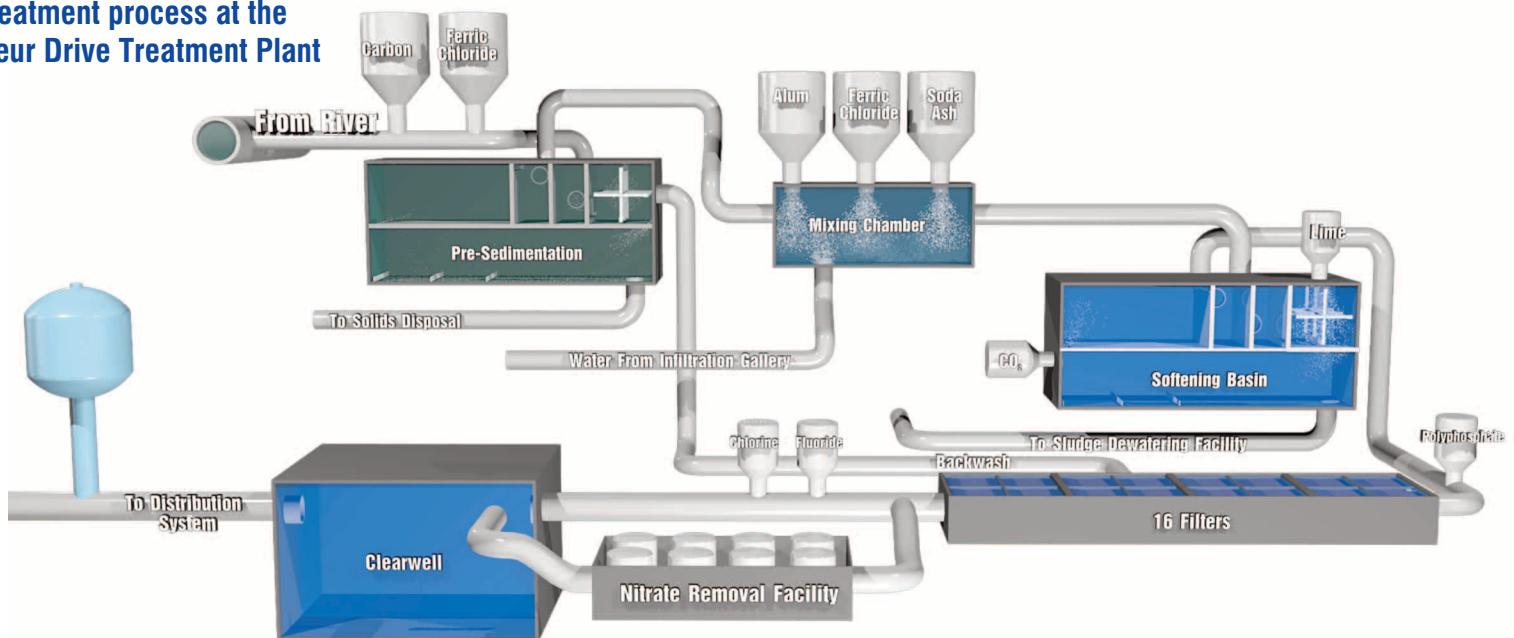 eatment process at the
eur Drive Treatment Plant
Carbon
Ferric
Chloride
From River
Alum
Ferric
Chloride
Soda
Ash
Mixing Chamber
Pre-Sedimentation
Lime
To Solids Disposal
Water From Infiltration Gallery
CO₂
Softening Basin
Chlorine
Fluoride
To Sludge Dewatering Facility
Polyphosphate
Backwash
To Distribution
System
16 Filters
Clearwell
Nitrate Removal Facility